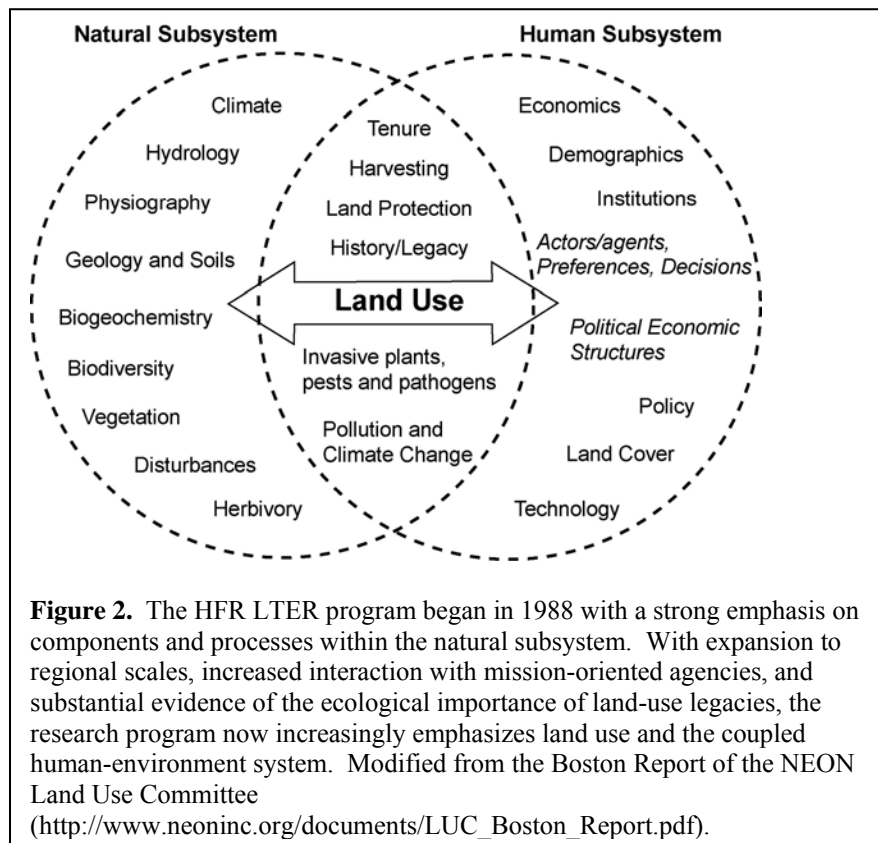 Natural Subsystem
Human Subsystem
Climate
Hydrology
Physiography
Geology and Soils
Biogeochemistry
Biodiversity
Vegetation
Disturbances
Herbivory
Tenure
Harvesting
Land Protection
History/Legacy
Land Use
Invasive plants,
pests and pathogens
Pollution and
Climate Change
Economics
Demographics
Institutions
Actors/agents,
Preferences, Decisions
Political Economic
Structures
Policy
Land Cover
Technology
Figure 2.  The HFR LTER program began in 1988 with a strong emphasis on
components and processes within the natural subsystem.  With expansion to
regional scales, increased interaction with mission-oriented agencies, and
substantial evidence of the ecological importance of land-use legacies, the
research program now increasingly emphasizes land use and the coupled
human-environment system.  Modified from the Boston Report of the NEON
Land Use Committee
(http://www.neoninc.org/documents/LUC_Boston_Report.pdf).